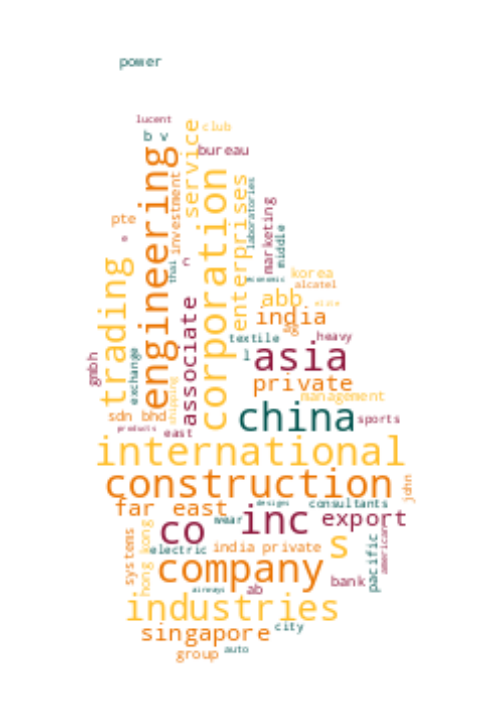 power
lucent
club
b v
service
bureau
engineering
investment
corporation
enterprises
laboratories
marketing
middle
pte
e
c
thai
economic
korea
alcatel
trading
abb
elite
india
ag
associate
textile
heavy
l
asia
gmbh
exchange
shipping
private
management
china
sdn bhd
sports
products
east
international
construction
john
far east
designs
consultants
wear
inc
export
co
s
american
systems
hong kong
electric
india private
pacific
company
bank
airways
ab
industries
city
singapore
auto
group